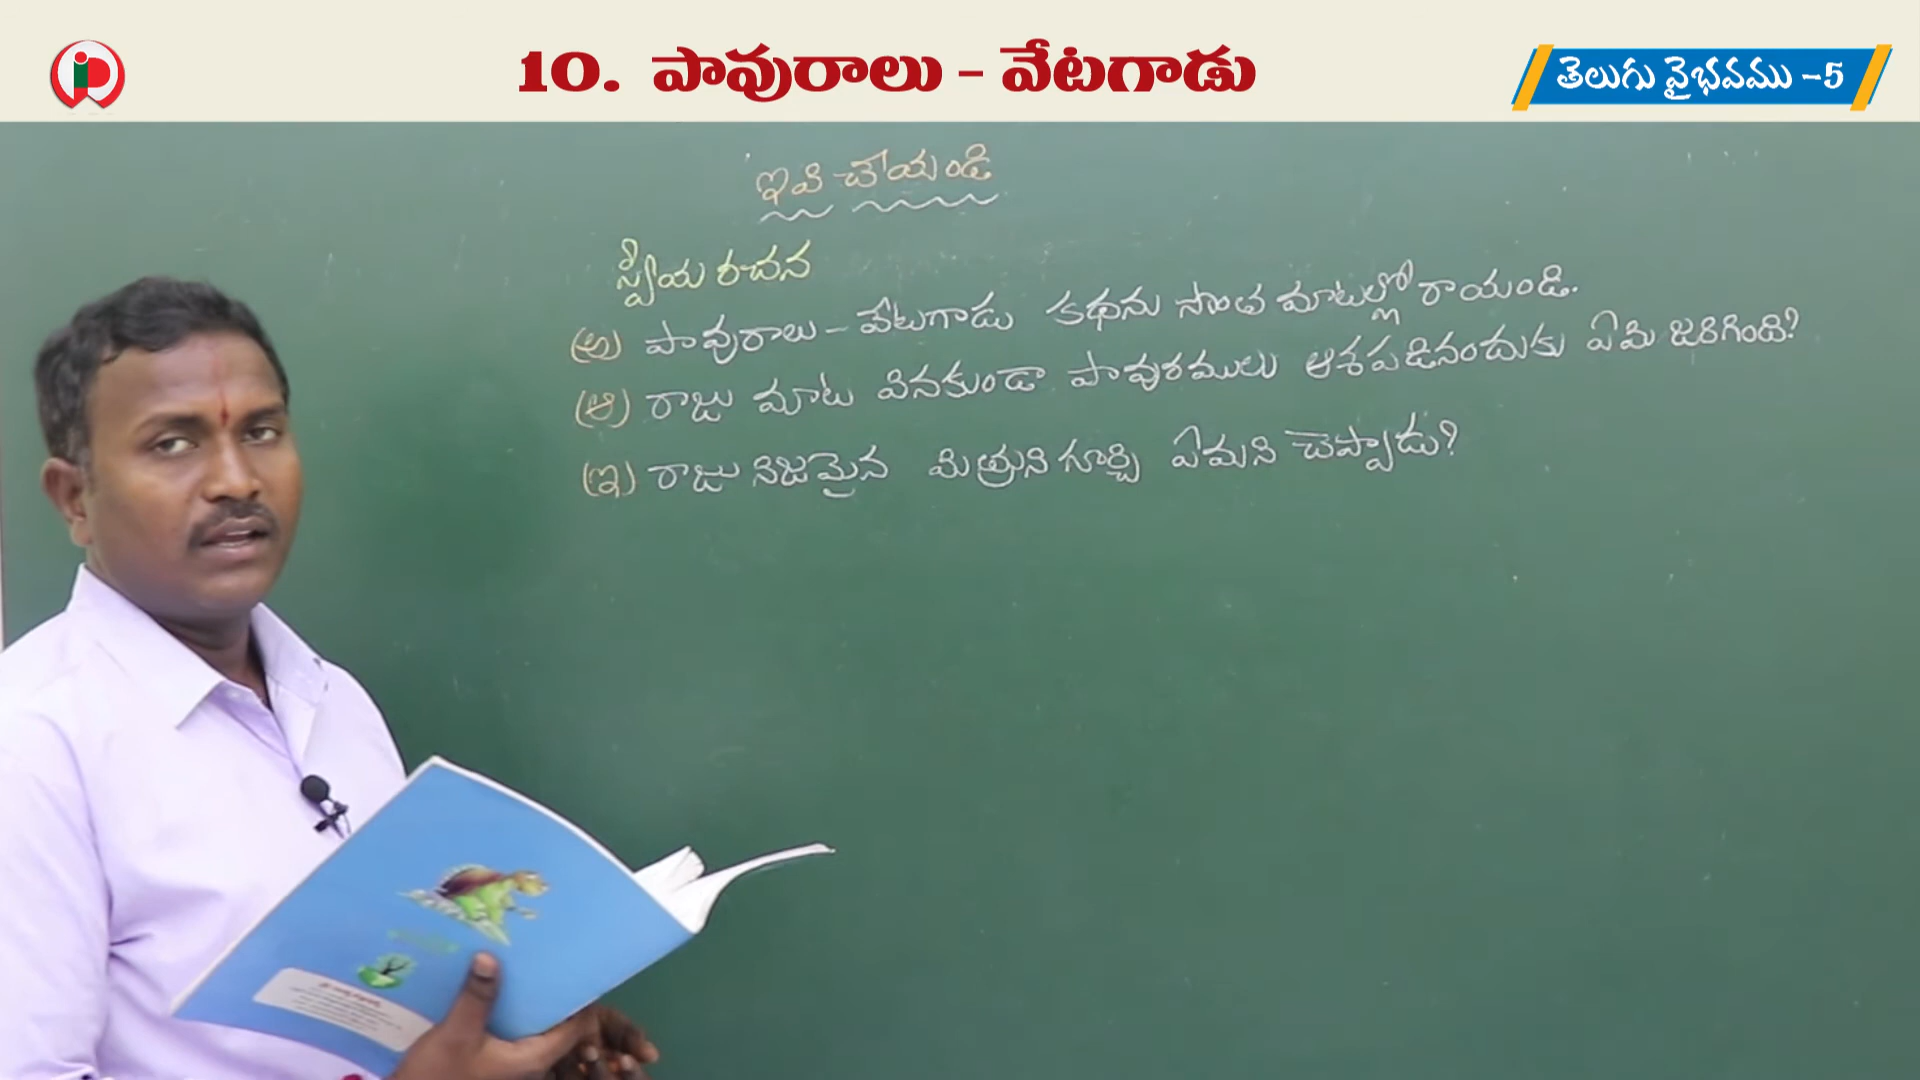 10. పావురాలు - వేటగాడు
తెలుగు వైభవము -5
ఇవి చేయండి
స్వీయ రచన
(అ) పావురాలు - వేటగాడు కథను సొంత మాటల్లో రాయండి.
(ఆ) రాజు మాట వినకుండా పావురములు ఆశపడినందుకు ఏమి జరిగింది?
(ఇ) రాజు నిజమైన మిత్రుని గూర్చి ఏమని చెప్పాడు?